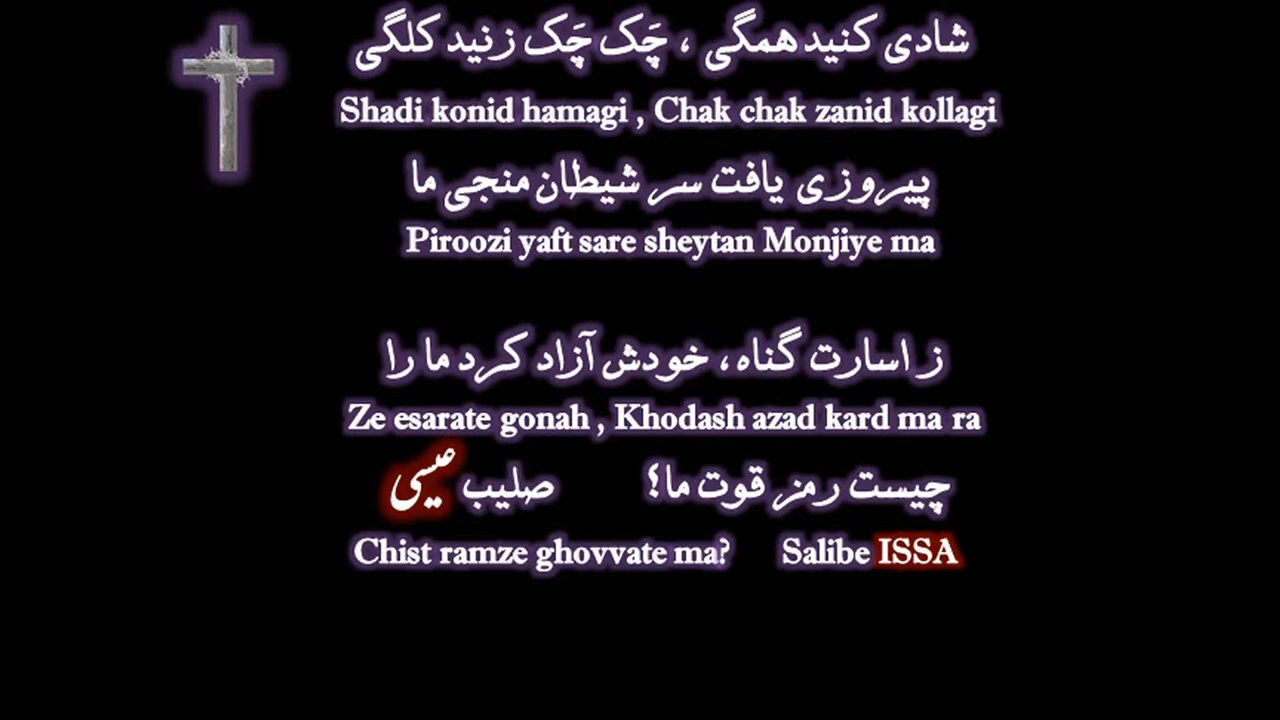 شادی کنید همگی ، چَک چَک زنید کلگی
Shadi konid hamagi , Chak chak zanid kollagi
پیروزی یافت سر شیطان منجی ما
Piroozi yaft sare sheytan Monjiye ma
ز اسارت گناه ، خودش آزاد کرد ما را
Ze esarate gonah , Khodash azad kard ma ra
چیست رمز قوت ما؟ صلیب عیسی
Chist ramze ghovvate ma? Salibe ISSA